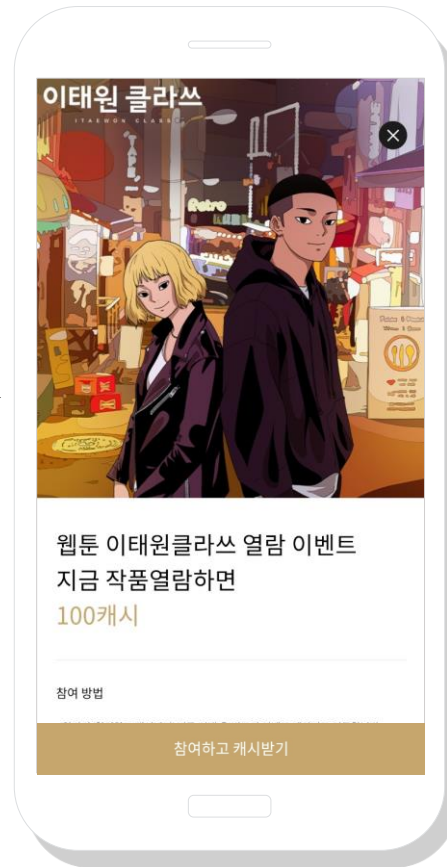 이태원 클라쓰
ITAEWON CLASS
Retro
웹툰 이태원클라쓰 열람 이벤트
지금 작품열람하면
100캐시
참여 방법
참여하고 캐시받기